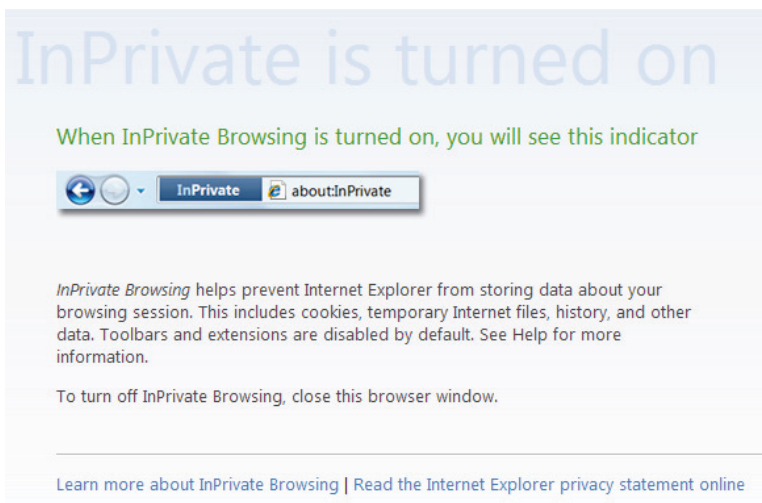 InPrivate is turned on
When InPrivate Browsing is turned on, you will see this indicator
InPrivate about:InPrivate
InPrivate Browsing helps prevent Internet Explorer from storing data about your
browsing session. This includes cookies, temporary Internet files, history, and other
data. Toolbars and extensions are disabled by default. See Help for more
information.
To turn off InPrivate Browsing, close this browser window.
Learn more about InPrivate Browsing | Read the Internet Explorer privacy statement online